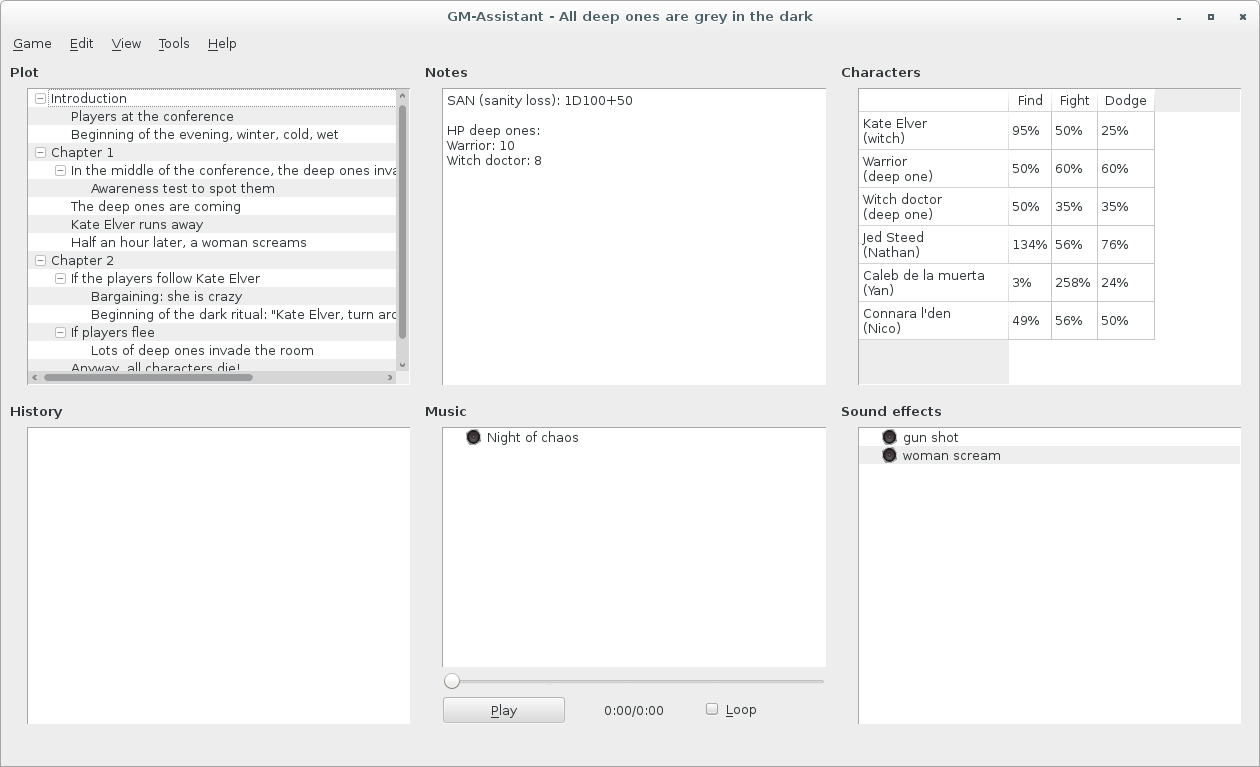 GM-Assistant - All deep ones are grey in the dark
Game Edit View Tools Help
Plot
Introduction
Players at the conference
Beginning of the evening, winter, cold, wet
Chapter 1
In the middle of the conference, the deep ones inva
Awareness test to spot them
The deep ones are coming
Kate Elver runs away
Half an hour later, a woman screams
Chapter 2
If the players follow Kate Elver
Bargaining: she is crazy
Beginning of the dark ritual: "Kate Elver, turn arc
If players flee
Lots of deep ones invade the room
Anyway, all characters die!
Notes
SAN (sanity loss): 1D100+50
HP deep ones:
Warrior: 10
Witch doctor: 8
Characters
Find Fight Dodge
Kate Elver
(witch) 95% 50% 25%
Warrior
(deep one) 50% 60% 60%
Witch doctor
(deep one) 50% 35% 35%
Jed Steed
(Nathan) 134% 56% 76%
Caleb de la muerta
(Yan) 3% 258% 24%
Connara l'den
(Nico) 49% 56% 50%
History
Music
Night of chaos
Play 0:00/0:00 Loop
Sound effects
gun shot
woman scream